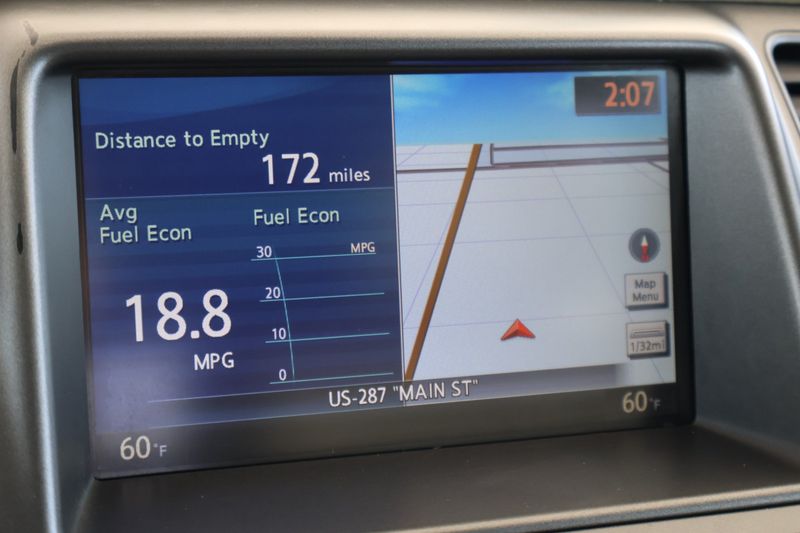 2:07
Distance to Empty
172 miles
Avg
Fuel Econ
18.8
MPG
Fuel Econ
30 MPG
20
10
0
Map
Menu
1/32mi
US-287 "MAIN ST"
60°F
60°F